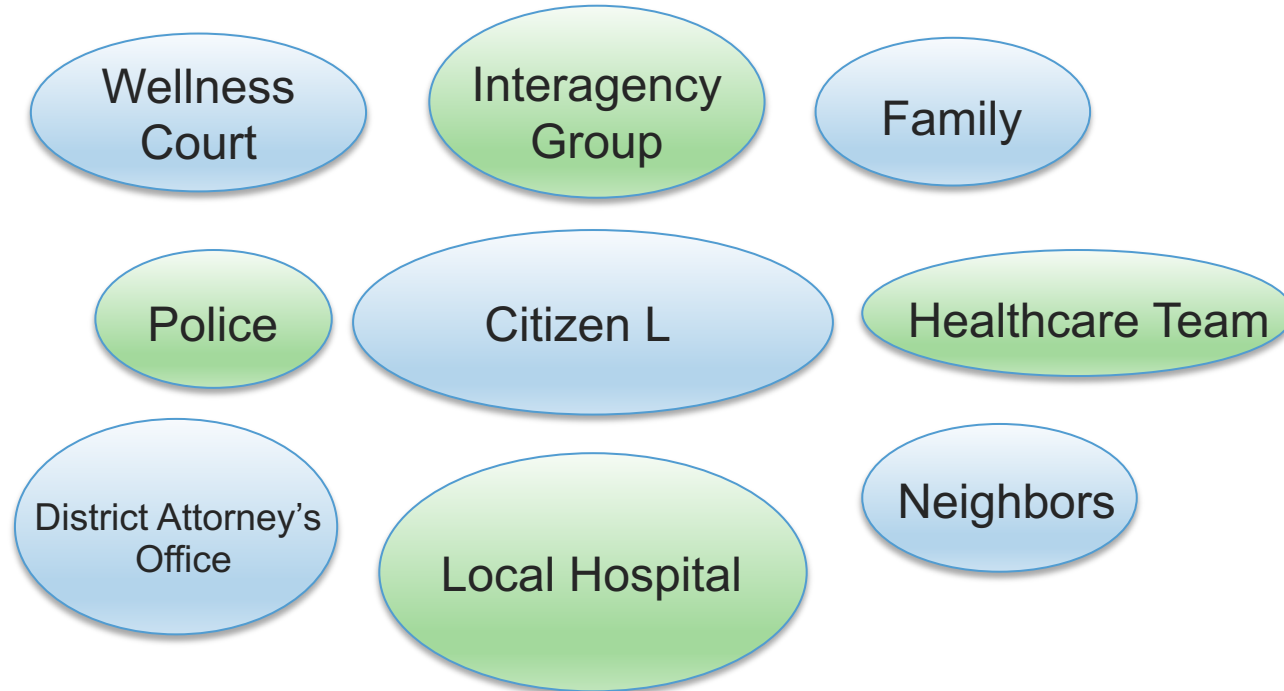 Wellness
Court
Interagency
Group
Family
Police
Citizen L
Healthcare Team
District Attorney’s
Office
Local Hospital
Neighbors